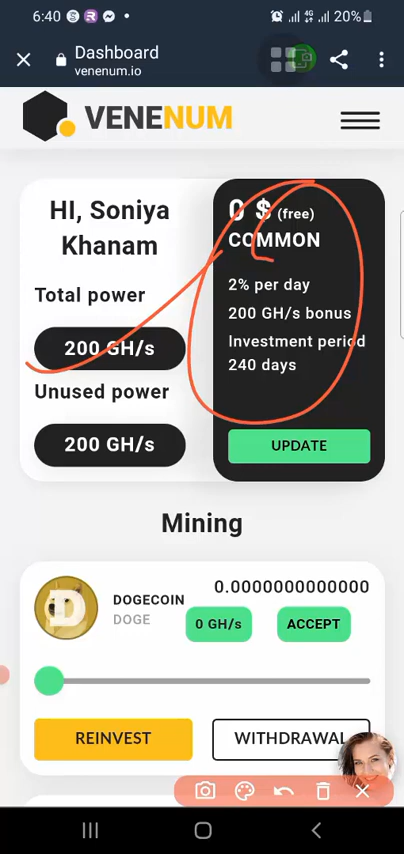 6:40 20%
Dashboard
venenum.io
VENENUM
HI, Soniya
Khanam
Total power
200 GH/s
Unused power
200 GH/s
0 $ (free)
COMMON
2% per day
200 GH/s bonus
Investment period
240 days
UPDATE
Mining
0.0000000000000
DOGECOIN
DOGE
0 GH/s ACCEPT
REINVEST WITHDRAWAL